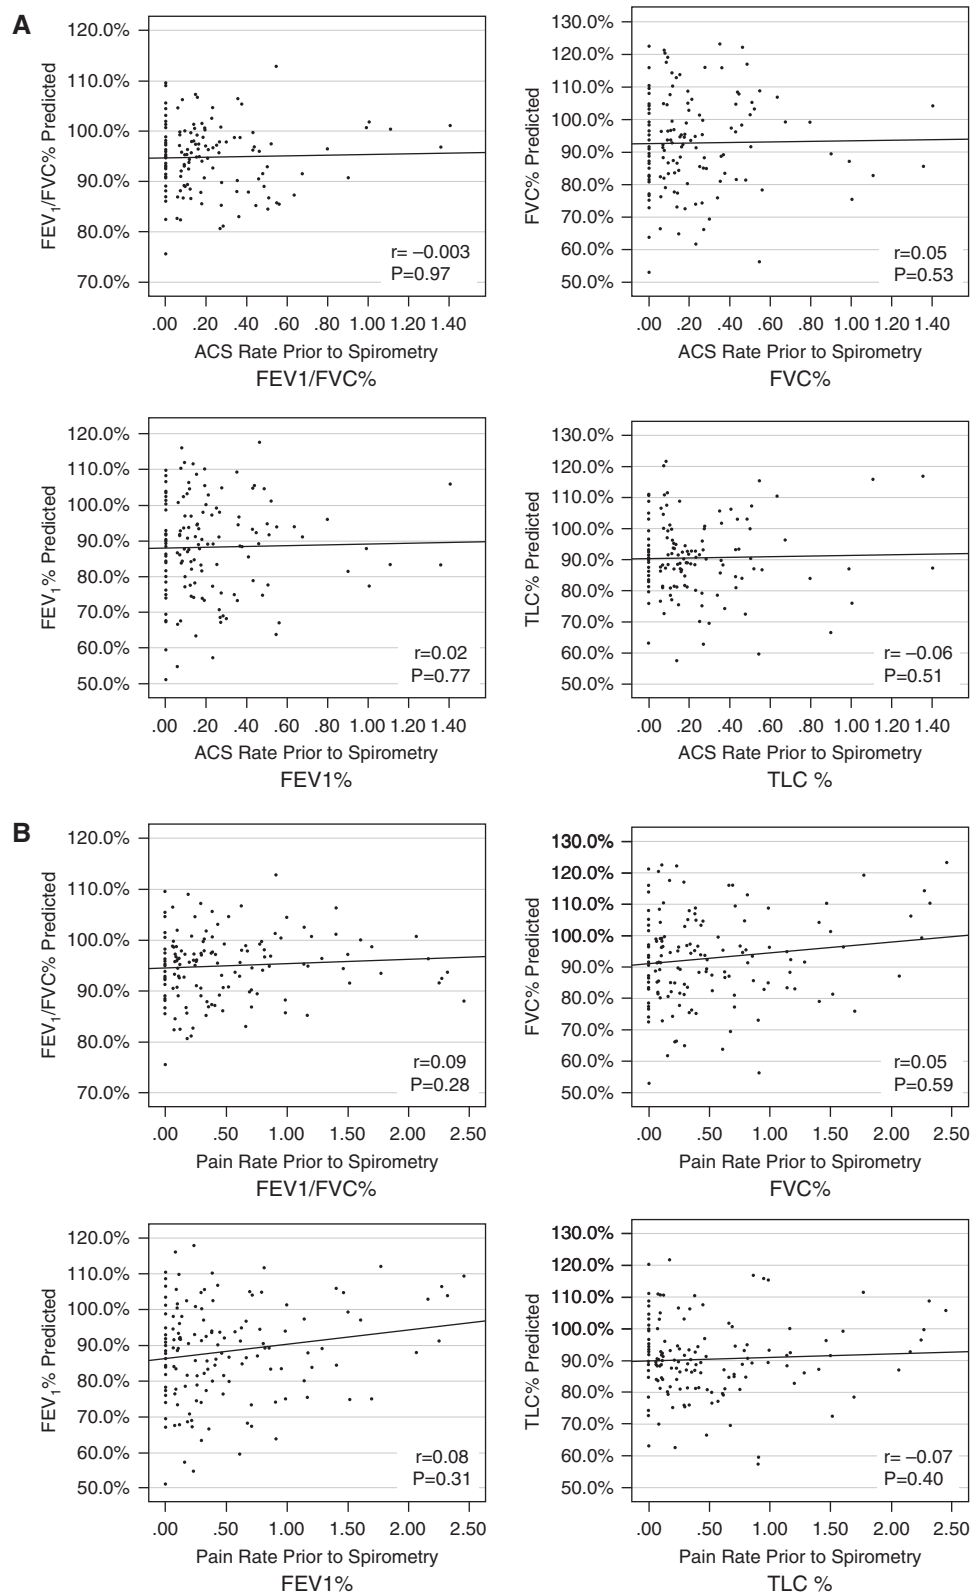 A
FEV1/FVC% Predicted
120.0%
110.0%
100.0%
90.0%
80.0%
70.0%
r= –0.003
P=0.97
.00 .20 .40 .60 .80 1.00 1.20 1.40
ACS Rate Prior to Spirometry
FEV1/FVC%
FVC% Predicted
130.0%
120.0%
110.0%
100.0%
90.0%
80.0%
70.0%
60.0%
50.0%
r=0.05
P=0.53
.00 .20 .40 .60 .80 1.00 1.20 1.40
ACS Rate Prior to Spirometry
FVC%
FEV1% Predicted
120.0%
110.0%
100.0%
90.0%
80.0%
70.0%
60.0%
50.0%
r=0.02
P=0.77
.00 .20 .40 .60 .80 1.00 1.20 1.40
ACS Rate Prior to Spirometry
FEV1%
TLC% Predicted
130.0%
120.0%
110.0%
100.0%
90.0%
80.0%
70.0%
60.0%
50.0%
r= –0.06
P=0.51
.00 .20 .40 .60 .80 1.00 1.20 1.40
ACS Rate Prior to Spirometry
TLC %
B
FEV1/FVC% Predicted
120.0%
110.0%
100.0%
90.0%
80.0%
70.0%
r=0.09
P=0.28
.00 .50 1.00 1.50 2.00 2.50
Pain Rate Prior to Spirometry
FEV1/FVC%
FVC% Predicted
130.0%
120.0%
110.0%
100.0%
90.0%
80.0%
70.0%
60.0%
50.0%
r=0.05
P=0.59
.00 .50 1.00 1.50 2.00 2.50
Pain Rate Prior to Spirometry
FVC%
FEV1% Predicted
120.0%
110.0%
100.0%
90.0%
80.0%
70.0%
60.0%
50.0%
r=0.08
P=0.31
.00 .50 1.00 1.50 2.00 2.50
Pain Rate Prior to Spirometry
FEV1%
TLC% Predicted
130.0%
120.0%
110.0%
100.0%
90.0%
80.0%
70.0%
60.0%
50.0%
r= –0.07
P=0.40
.00 .50 1.00 1.50 2.00 2.50
Pain Rate Prior to Spirometry
TLC %